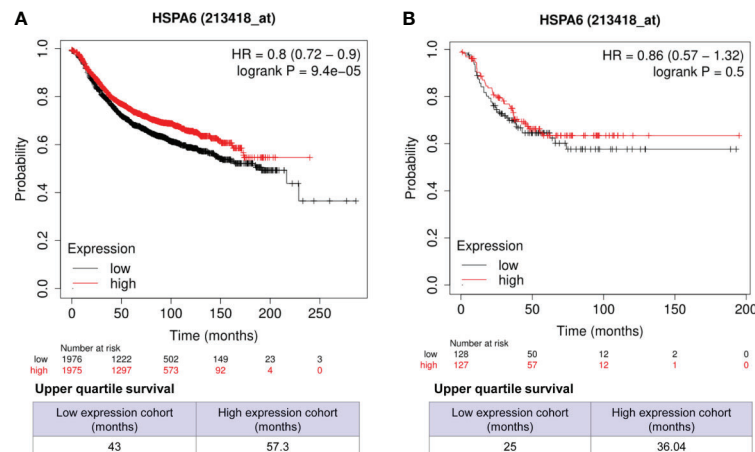 A
HSPA6 (213418_at)
HR = 0.8 (0.72 – 0.9)
logrank P = 9.4e−05
Probability
1.0
0.8
0.6
0.4
0.2
0.0
Expression
low
high
0 50 100 150 200 250
Time (months)
Number at risk
low 1976 1222 502 149 23 3
high 1975 1297 573 92 4 0
Upper quartile survival
Low expression cohort (months) High expression cohort (months)
43 57.3
B
HSPA6 (213418_at)
HR = 0.86 (0.57 – 1.32)
logrank P = 0.5
Probability
1.0
0.8
0.6
0.4
0.2
0.0
Expression
low
high
0 50 100 150 200
Time (months)
Number at risk
low 128 50 12 2 0
high 127 57 12 1 0
Upper quartile survival
Low expression cohort (months) High expression cohort (months)
25 36.04